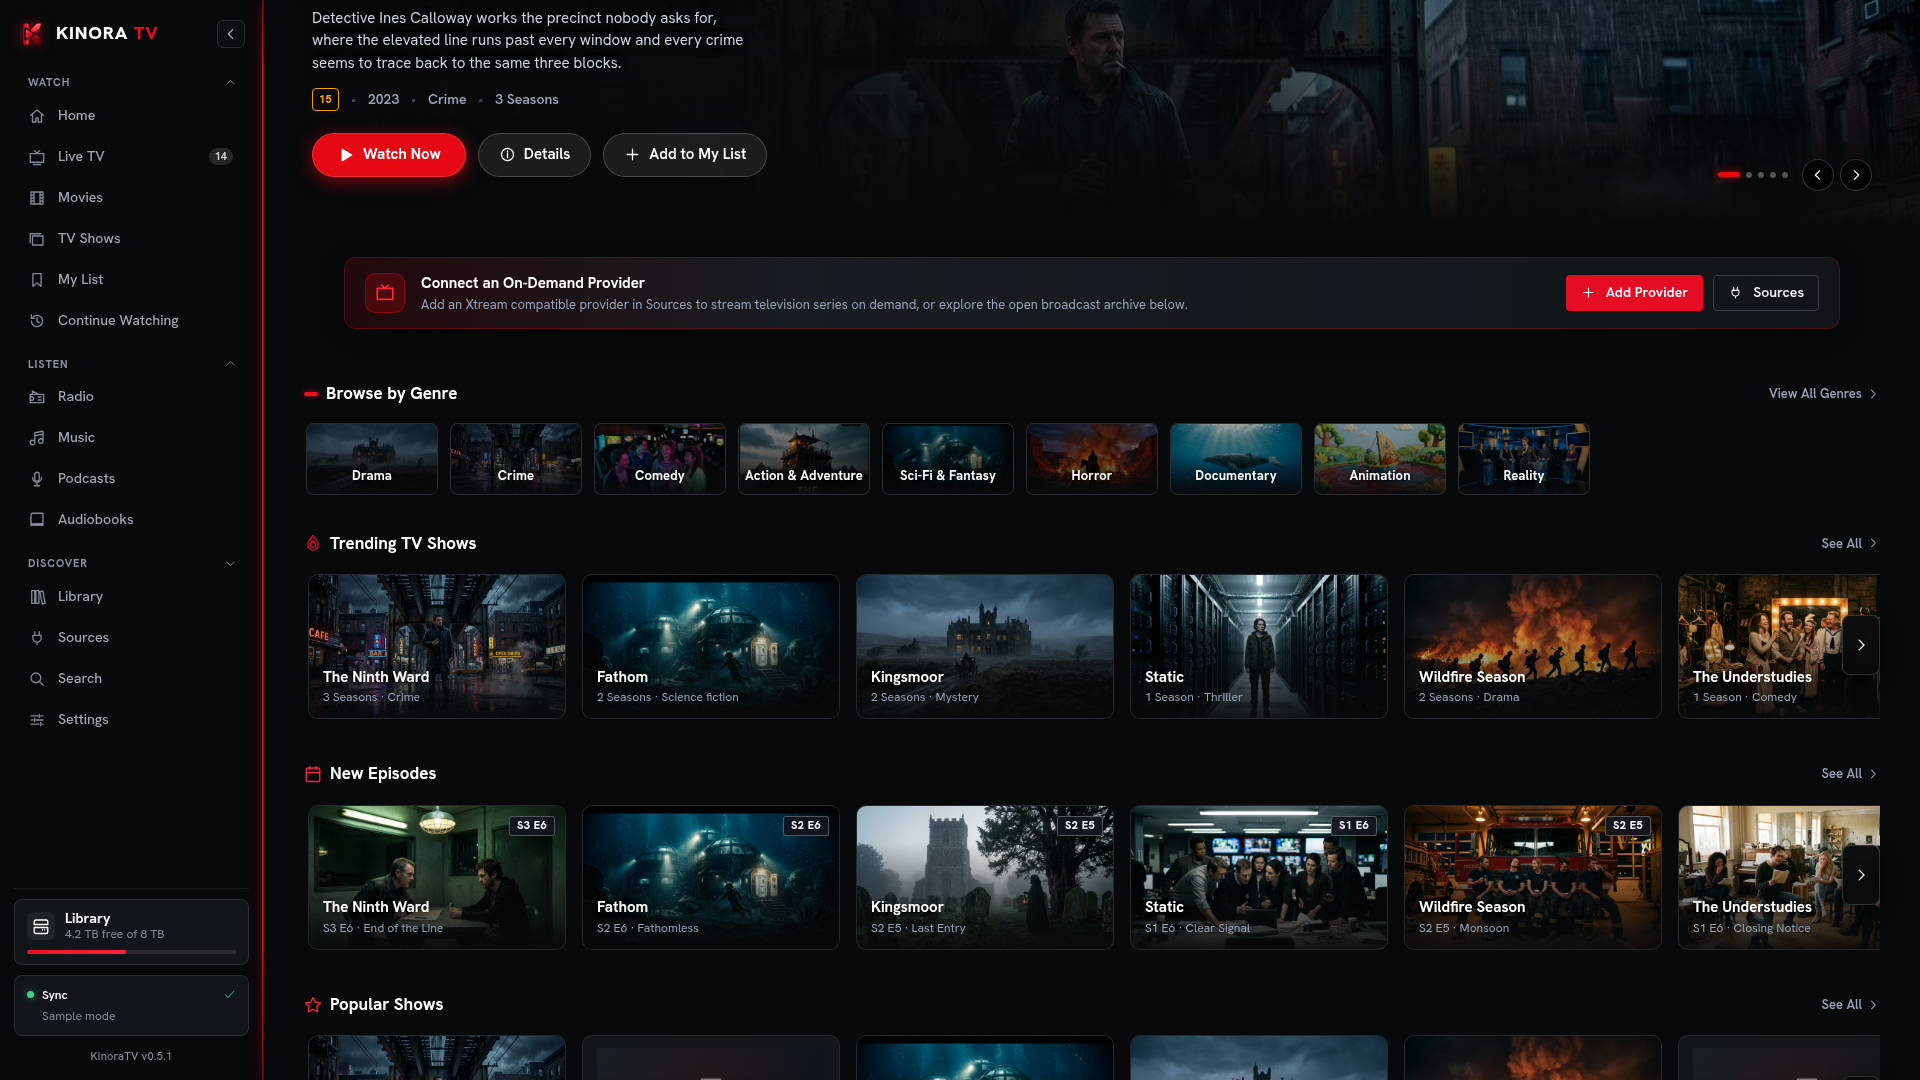 KINORA TV
WATCH
Home
Live TV
14
Movies
TV Shows
My List
Continue Watching
LISTEN
Radio
Music
Podcasts
Audiobooks
DISCOVER
Library
Sources
Search
Settings
Library
4.2 TB free of 8 TB
Sync
Sample mode
KinoraTV v0.5.1
Detective Ines Calloway works the precinct nobody asks for,
where the elevated line runs past every window and every crime
seems to trace back to the same three blocks.
15 • 2023 • Crime • 3 Seasons
Watch Now
Details
Add to My List
Connect an On-Demand Provider
Add an Xtream compatible provider in Sources to stream television series on demand, or explore the open broadcast archive below.
Add Provider
Sources
Browse by Genre
View All Genres
Drama
Crime
Comedy
Action & Adventure
Sci-Fi & Fantasy
Horror
Documentary
Animation
Reality
Trending TV Shows
See All
CAFE
BAR
The Ninth Ward
3 Seasons · Crime
Fathom
2 Seasons · Science fiction
Kingsmoor
2 Seasons · Mystery
Static
1 Season · Thriller
Wildfire Season
2 Seasons · Drama
The Understudies
1 Season · Comedy
New Episodes
See All
S3 E6
The Ninth Ward
S3 E6 · End of the Line
S2 E6
Fathom
S2 E6 · Fathomless
S2 E5
Kingsmoor
S2 E5 · Last Entry
S1 E6
Static
S1 E6 · Clear Signal
S2 E5
Wildfire Season
S2 E5 · Monsoon
The Understudies
S1 E6 · Closing Notice
Popular Shows
See All